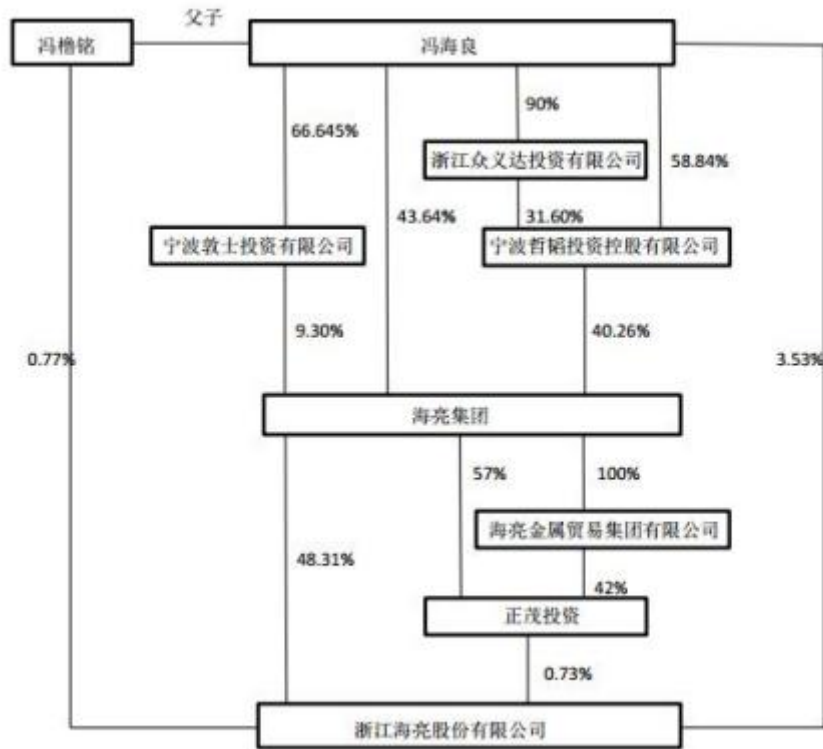 父子
冯橹铭
冯海良
90%
66.645%
浙江众义达投资有限公司
58.84%
43.64%
31.60%
宁波敦士投资有限公司
宁波哲韬投资控股有限公司
9.30%
40.26%
0.77%
3.53%
海亮集团
57%
100%
海亮金属贸易集团有限公司
48.31%
42%
正茂投资
0.73%
浙江海亮股份有限公司